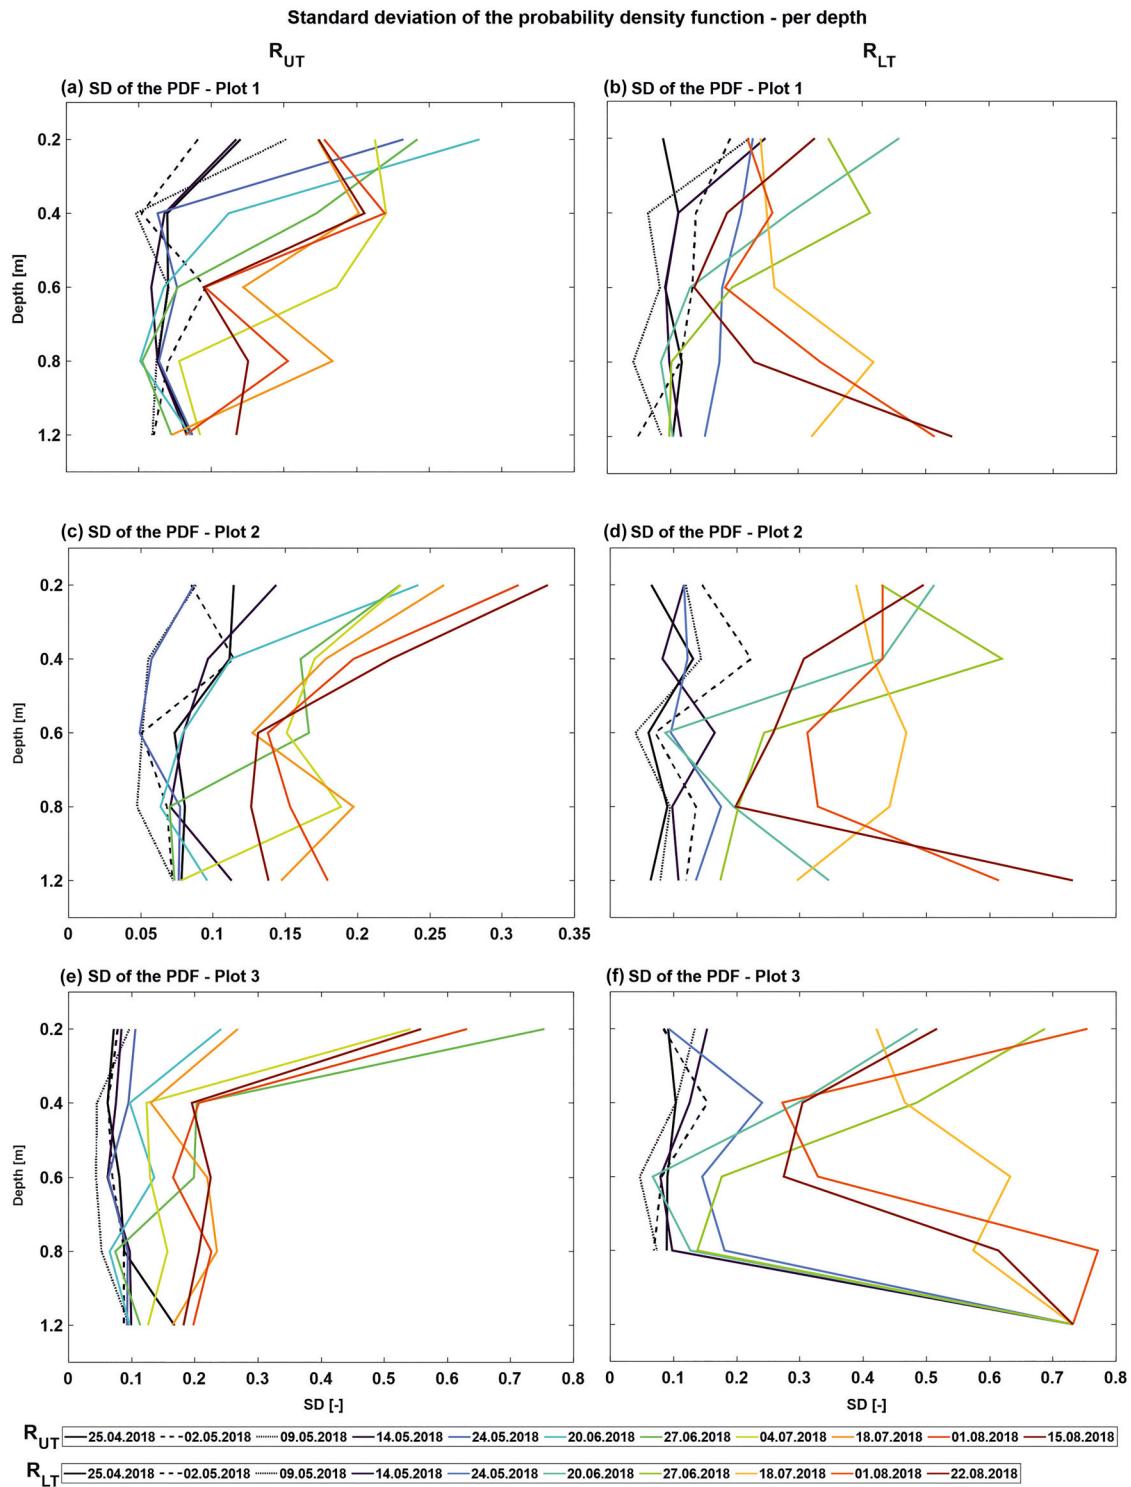 Standard deviation of the probability density function - per depth
R_UT
R_LT
(a) SD of the PDF - Plot 1
(b) SD of the PDF - Plot 1
0.2
0.4
0.6
0.8
1.2
Depth [m]
(c) SD of the PDF - Plot 2
(d) SD of the PDF - Plot 2
0.2
0.4
0.6
0.8
1.2
Depth [m]
0 0.05 0.1 0.15 0.2 0.25 0.3 0.35
(e) SD of the PDF - Plot 3
(f) SD of the PDF - Plot 3
0.2
0.4
0.6
0.8
1.2
Depth [m]
0 0.1 0.2 0.3 0.4 0.5 0.6 0.7 0.8
0 0.1 0.2 0.3 0.4 0.5 0.6 0.7 0.8
SD [-]
SD [-]
R_UT 25.04.2018 02.05.2018 09.05.2018 14.05.2018 24.05.2018 20.06.2018 27.06.2018 04.07.2018 18.07.2018 01.08.2018 15.08.2018
R_LT 25.04.2018 02.05.2018 09.05.2018 14.05.2018 24.05.2018 20.06.2018 27.06.2018 18.07.2018 01.08.2018 22.08.2018